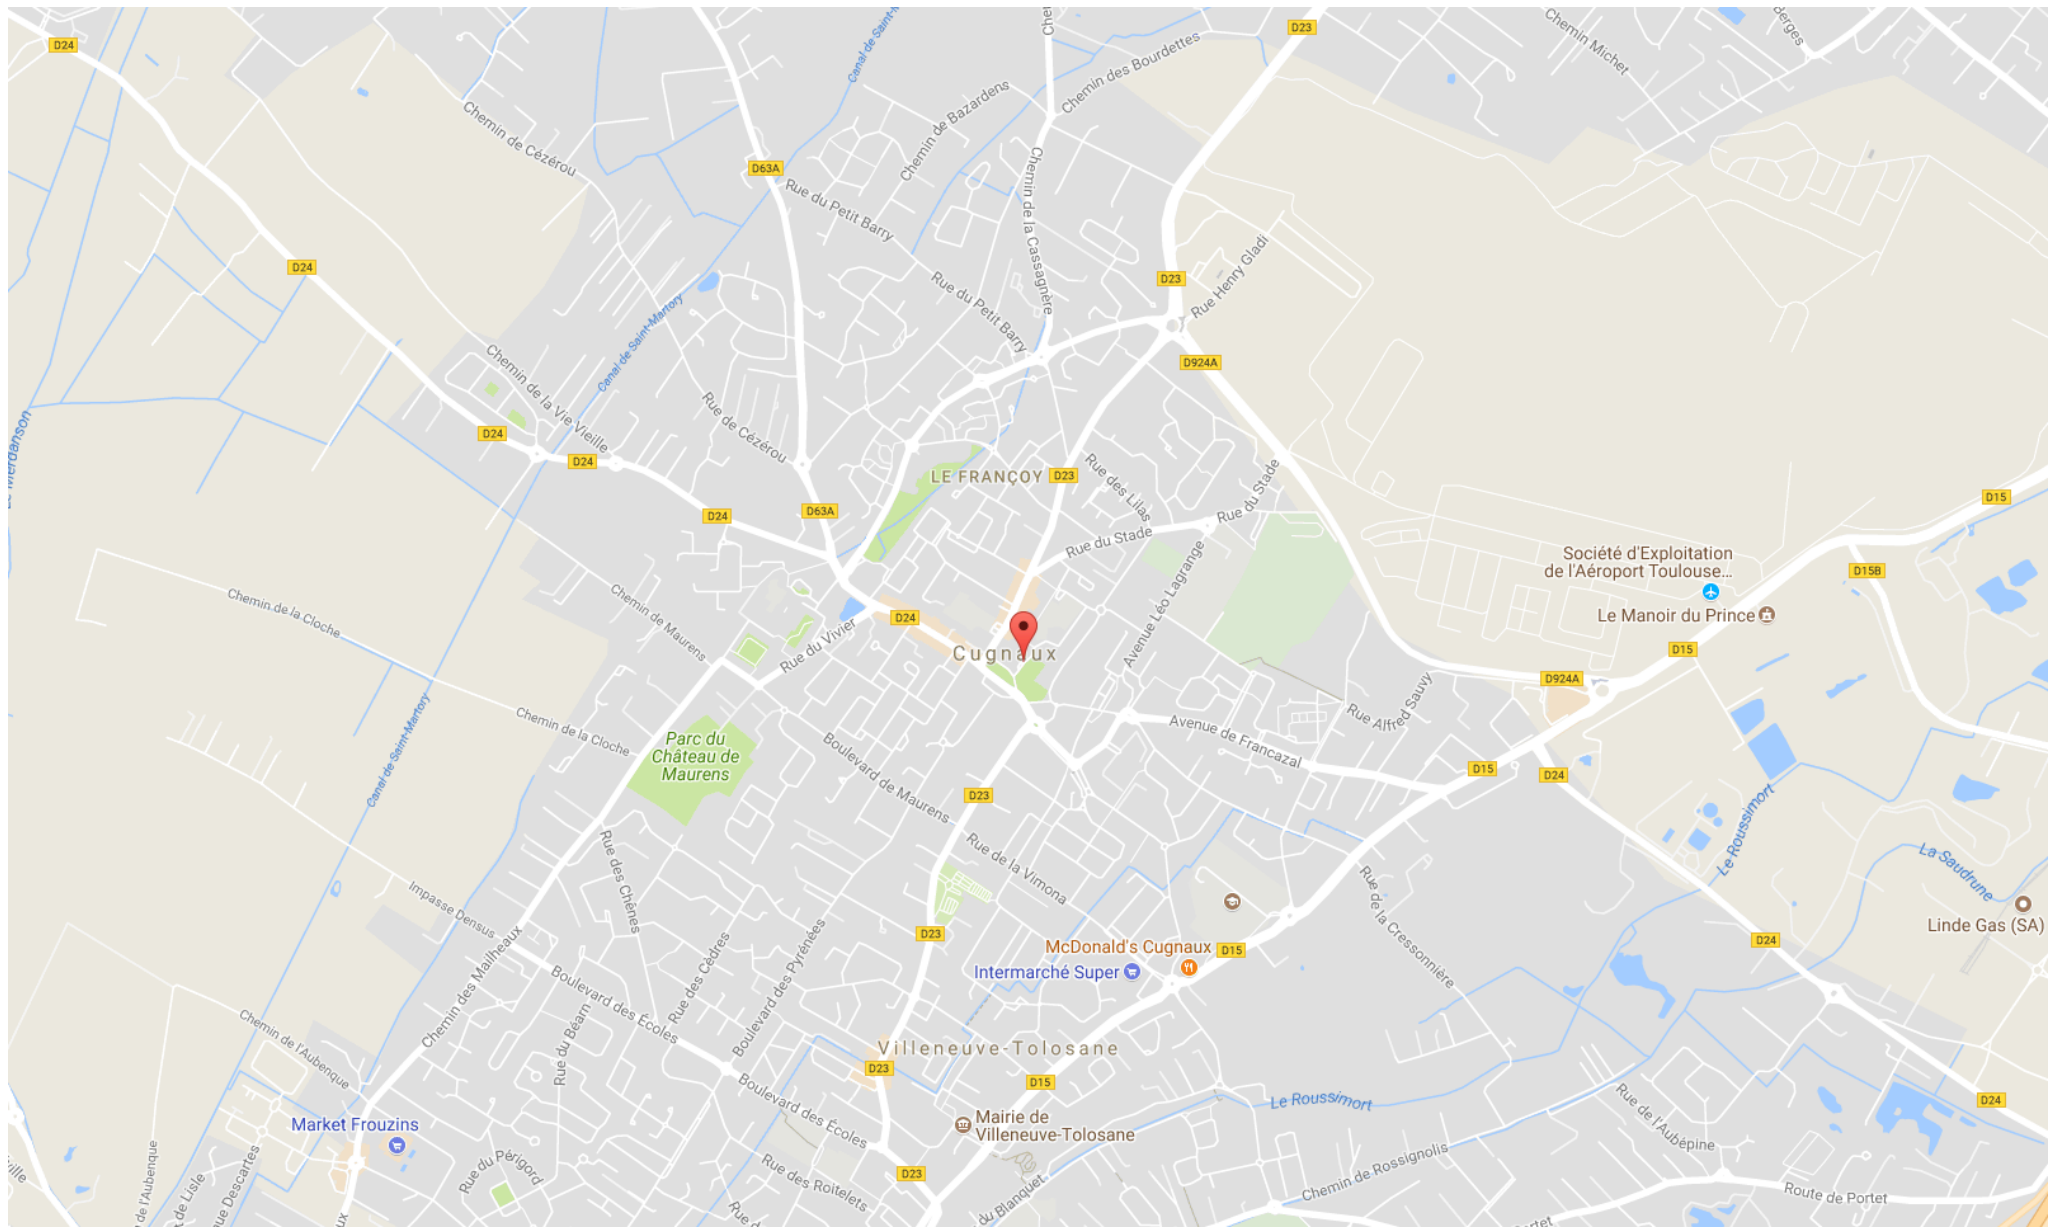 D24
D23
Chemin Michet
Berges
Canal de Saint-M
Chemin des Bourdettes
Chemin de Bazardens
Chemin de Cézérou
D63A
Rue du Petit Barry
Chemin de la Cassagnère
D24
Rue Henry Gladi
D23
Rue du Petit Barry
Canal de Saint-Martory
Chemin de la Vie Vieille
D924A
Rue de Cézérou
D24
D24
LE FRANÇOY
D23
Rue des Lilas
Rue du Stade
D15
D24
D63A
Rue du Stade
Société d'Exploitation
de l'Aéroport Toulouse...
D15B
Avenue Léo Lagrange
Le Manoir du Prince
Chemin de la Cloche
Chemin de Maurens
Rue du Vivier
D24
Cugnaux
D15
D924A
Rue Alfred Sauvy
Chemin de la Cloche
Canal de Saint-Martory
Parc du
Château de
Maurens
Avenue de Francazal
D15
D24
Boulevard de Maurens
D23
Le Roussimort
Rue de la Vimona
La Saudrune
Rue des Chênes
Impasse Densus
Rue de la Cressonnière
Linde Gas (SA)
D23
McDonald's Cugnaux
D15
D24
Intermarché Super
Chemin des Mailheaux
Rue des Cèdres
Boulevard des Pyrénées
Boulevard des Écoles
Chemin de l'Aubenque
Rue du Béarn
Villeneuve-Tolosane
D23
D15
Boulevard des Écoles
Le Roussimort
D24
Rue de l'Aubépine
Market Frouzins
Mairie de
Villeneuve-Tolosane
Rue du Périgord
D23
Rue des Roitelets
Chemin de Rossignolis
Route de Portet
de l'Aubenque
de Lisle
ue Descartes
du Blanquet